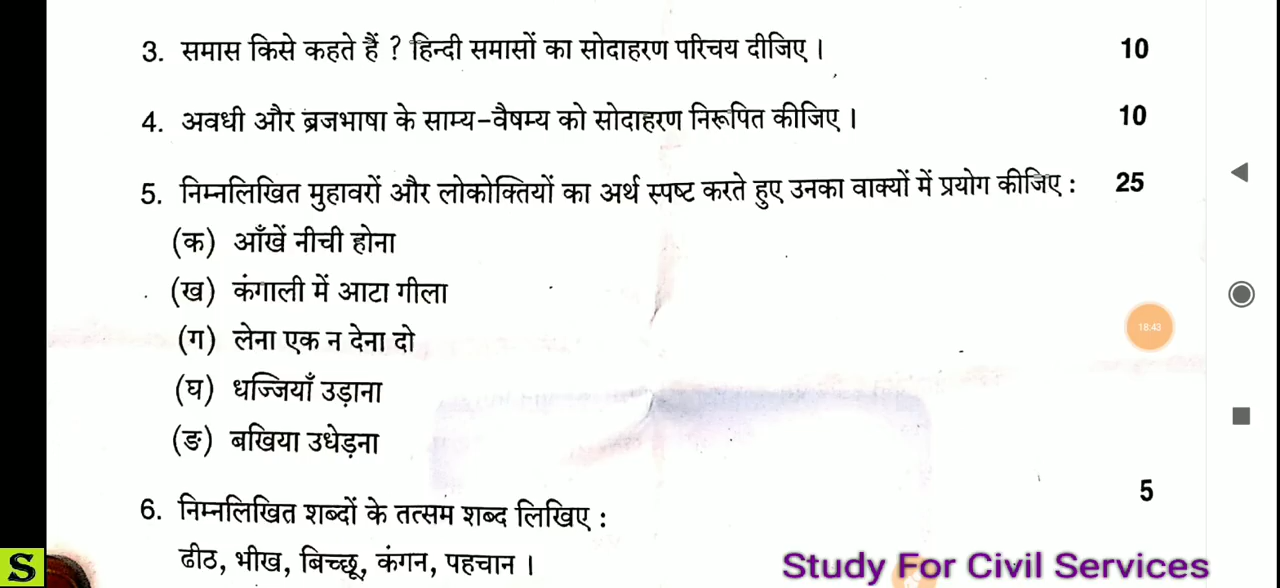 3. समास किसे कहते हैं ? हिन्दी समासों का सोदाहरण परिचय दीजिए । 10
4. अवधी और ब्रजभाषा के साम्य-वैषम्य को सोदाहरण निरूपित कीजिए । 10
5. निम्नलिखित मुहावरों और लोकोक्तियों का अर्थ स्पष्ट करते हुए उनका वाक्यों में प्रयोग कीजिए : 25
(क) आँखें नीची होना
(ख) कंगाली में आटा गीला
(ग) लेना एक न देना दो
18:43
(घ) धज्जियाँ उड़ाना
(ङ) बखिया उधेड़ना
6. निम्नलिखित शब्दों के तत्सम शब्द लिखिए : 5
ढीठ, भीख, बिच्छू, कंगन, पहचान ।
S
Study For Civil Services